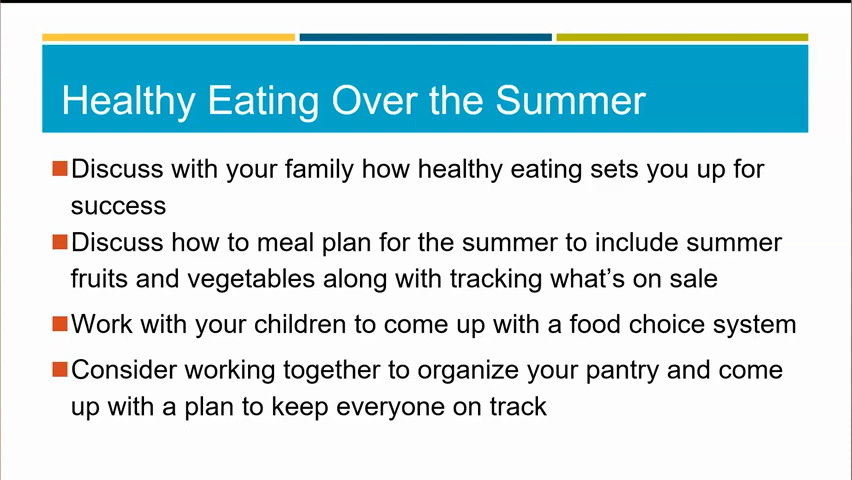 Healthy Eating Over the Summer
Discuss with your family how healthy eating sets you up for
success
Discuss how to meal plan for the summer to include summer
fruits and vegetables along with tracking what’s on sale
Work with your children to come up with a food choice system
Consider working together to organize your pantry and come
up with a plan to keep everyone on track